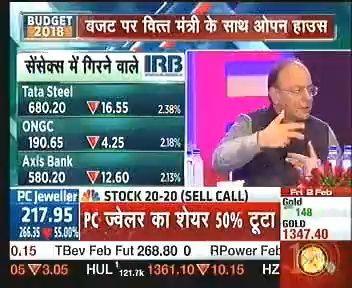 BUDGET
2018
बजट पर वित्त मंत्री के साथ ओपन हाउस
सेंसेक्स में गिरने वाले
IRB
Tata Steel
680.20 16.55 2.38%
ONGC
190.65 4.25 2.18%
Axis Bank
580.20 12.60 2.13%
PC Jeweller
217.95
266.35 55.00%
STOCK 20-20 (SELL CALL)
PC ज्वेलर का शेयर 50% टूटा
Fri 2 Feb
Gold
148
GOLD
1347.40
0.15 TBev Feb Fut 268.80 0 RPower Feb
05 3.05 HUL 121.7k 1361.10 10.15 HZ